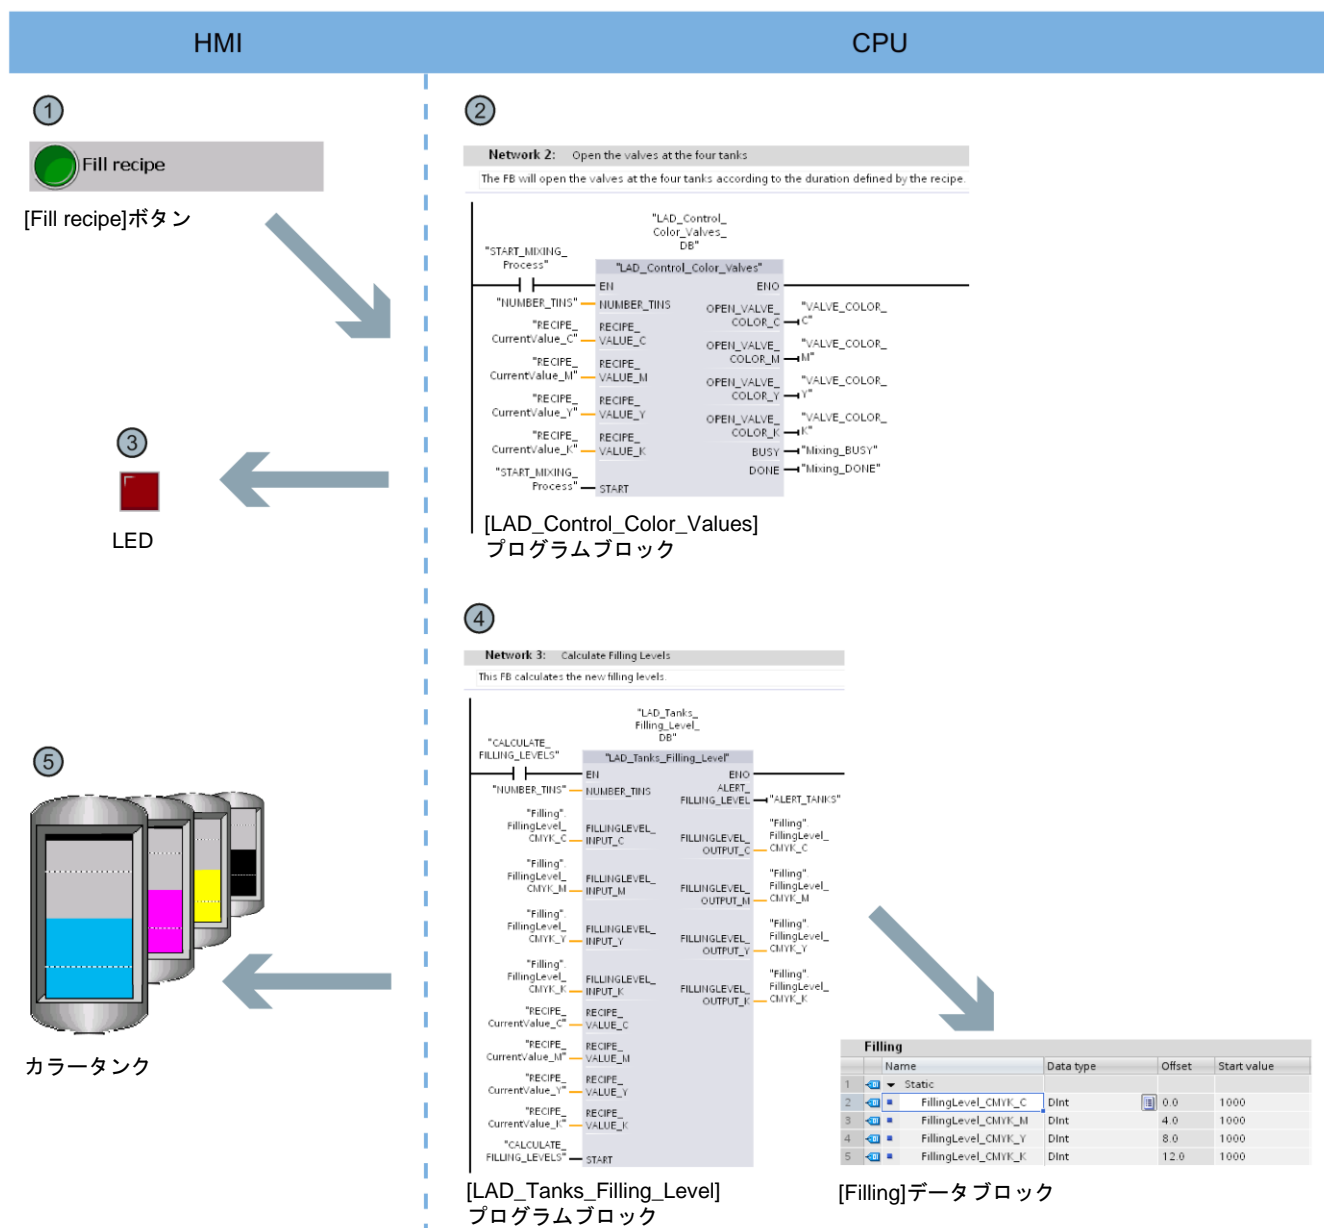 HMI
CPU
1
Fill recipe
[Fill recipe]ボタン
2
Network 2: Open the valves at the four tanks
The FB will open the valves at the four tanks according to the duration defined by the recipe.
"LAD_Control_
Color_Valves_
DB"
"START_MIXING_
Process"
"LAD_Control_Color_Valves"
EN
ENO
"NUMBER_TINS"
NUMBER_TINS
OPEN_VALVE_
COLOR_C
"VALVE_COLOR_
C"
"RECIPE_
CurrentValue_C"
RECIPE_
VALUE_C
OPEN_VALVE_
COLOR_M
"VALVE_COLOR_
M"
"RECIPE_
CurrentValue_M"
RECIPE_
VALUE_M
OPEN_VALVE_
COLOR_Y
"VALVE_COLOR_
Y"
"RECIPE_
CurrentValue_Y"
RECIPE_
VALUE_Y
OPEN_VALVE_
COLOR_K
"VALVE_COLOR_
K"
"RECIPE_
CurrentValue_K"
RECIPE_
VALUE_K
BUSY
"Mixing_BUSY"
DONE
"Mixing_DONE"
"START_MIXING_
Process"
START
[LAD_Control_Color_Values]
プログラムブロック
3
LED
4
Network 3: Calculate Filling Levels
This FB calculates the new filling levels.
"LAD_Tanks_
Filling_Level_
DB"
"CALCULATE_
FILLING_LEVELS"
"LAD_Tanks_Filling_Level"
EN
ENO
"NUMBER_TINS"
NUMBER_TINS
ALERT_
FILLING_LEVEL
"ALERT_TANKS"
"Filling".
FillingLevel_
CMYK_C
FILLINGLEVEL_
INPUT_C
FILLINGLEVEL_
OUTPUT_C
"Filling".
FillingLevel_
CMYK_C
"Filling".
FillingLevel_
CMYK_M
FILLINGLEVEL_
INPUT_M
FILLINGLEVEL_
OUTPUT_M
"Filling".
FillingLevel_
CMYK_M
"Filling".
FillingLevel_
CMYK_Y
FILLINGLEVEL_
INPUT_Y
FILLINGLEVEL_
OUTPUT_Y
"Filling".
FillingLevel_
CMYK_Y
"Filling".
FillingLevel_
CMYK_K
FILLINGLEVEL_
INPUT_K
FILLINGLEVEL_
OUTPUT_K
"Filling".
FillingLevel_
CMYK_K
"RECIPE_
CurrentValue_C"
RECIPE_
VALUE_C
"RECIPE_
CurrentValue_M"
RECIPE_
VALUE_M
"RECIPE_
CurrentValue_Y"
RECIPE_
VALUE_Y
"RECIPE_
CurrentValue_K"
RECIPE_
VALUE_K
"CALCULATE_
FILLING_LEVELS"
START
[LAD_Tanks_Filling_Level]
プログラムブロック
5
カラータンク
Filling
Name Data type Offset Start value
1 Static
2 FillingLevel_CMYK_C DInt 0.0 1000
3 FillingLevel_CMYK_M DInt 4.0 1000
4 FillingLevel_CMYK_Y DInt 8.0 1000
5 FillingLevel_CMYK_K DInt 12.0 1000
[Filling]データブロック